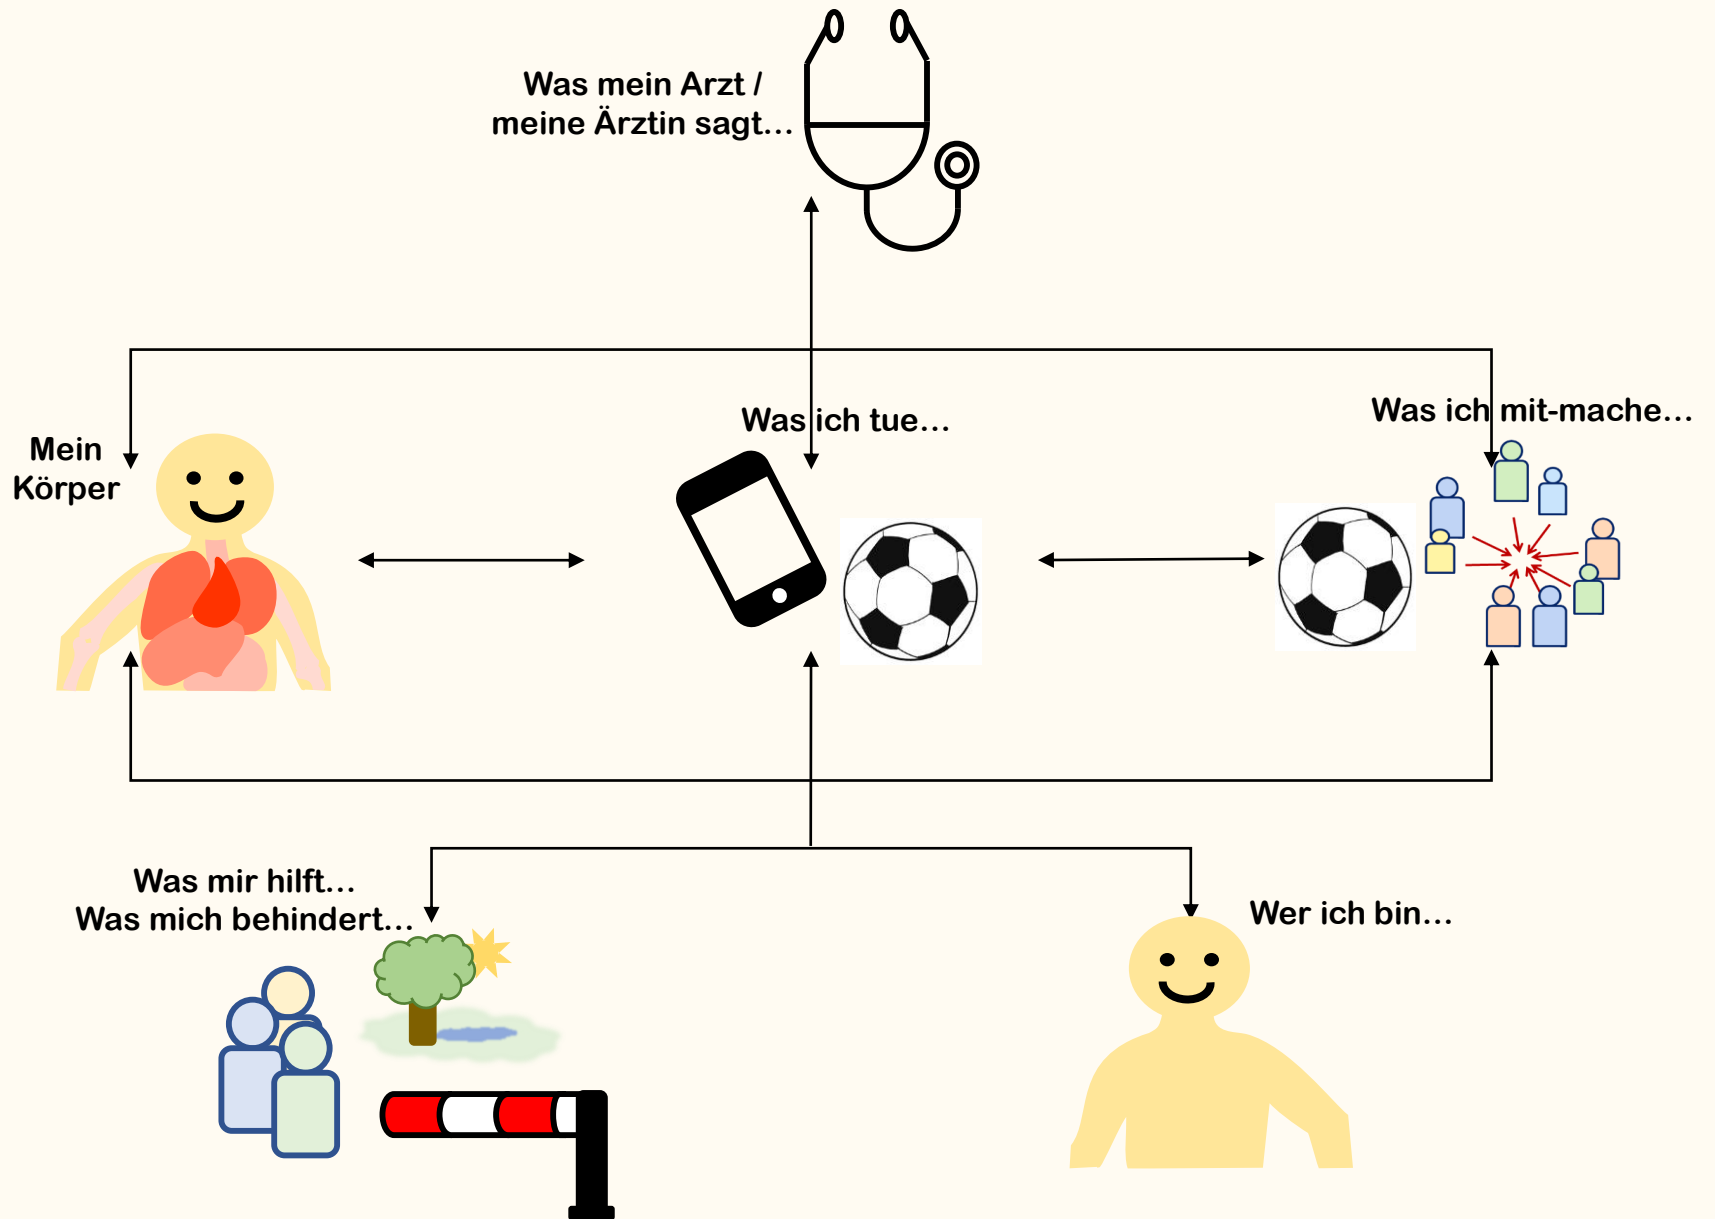 Was mein Arzt /
meine Ärztin sagt…
Was ich mit-mache…
Was ich tue…
Mein
Körper
Was mir hilft…
Was mich behindert…
Wer ich bin…